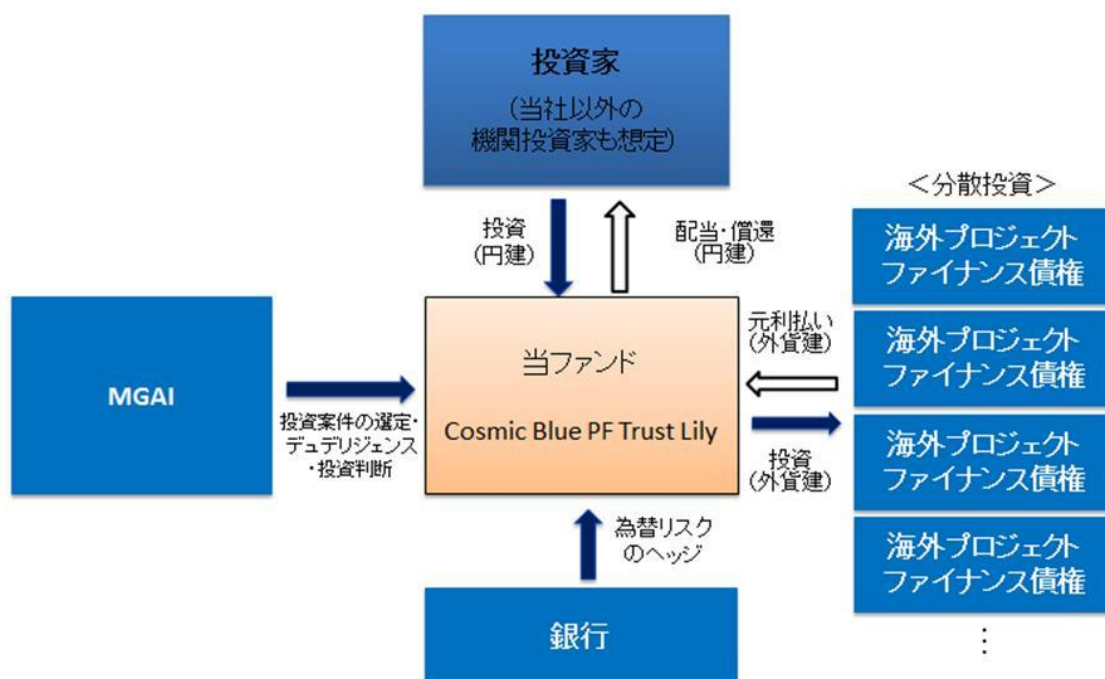 投資家
(当社以外の
機関投資家も想定)
投資
(円建)
配当・償還
(円建)
＜分散投資＞
海外プロジェクト
ファイナンス債権
海外プロジェクト
ファイナンス債権
海外プロジェクト
ファイナンス債権
海外プロジェクト
ファイナンス債権
⋮
MGAI
投資案件の選定・
デュデリジェンス
・投資判断
当ファンド
Cosmic Blue PF Trust Lily
元利払い
(外貨建)
投資
(外貨建)
為替リスク
のヘッジ
銀行